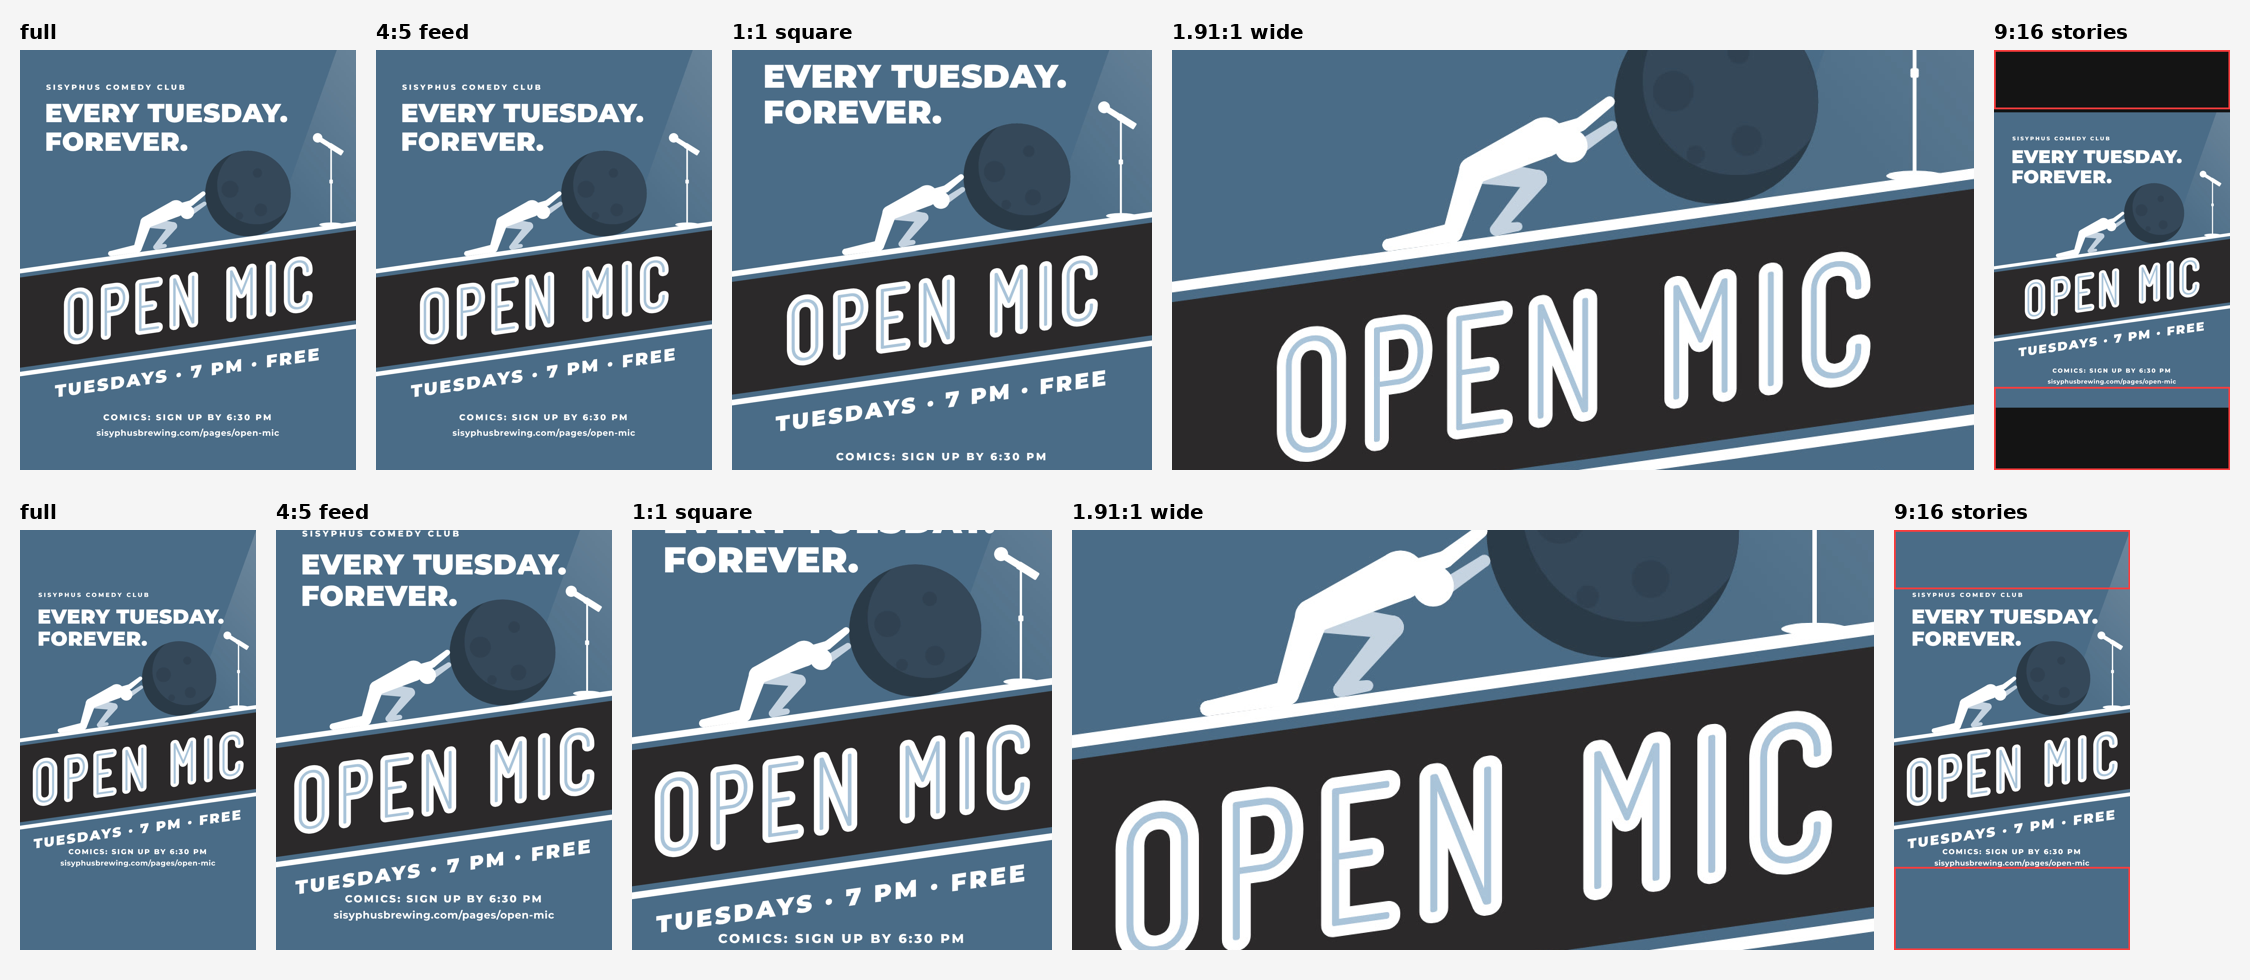 full
4:5 feed
1:1 square
1.91:1 wide
9:16 stories
SISYPHUS COMEDY CLUB
EVERY TUESDAY.
FOREVER.
OPEN MIC
TUESDAYS · 7 PM · FREE
COMICS: SIGN UP BY 6:30 PM
sisyphusbrewing.com/pages/open-mic
SISYPHUS COMEDY CLUB
EVERY TUESDAY.
FOREVER.
OPEN MIC
TUESDAYS · 7 PM · FREE
COMICS: SIGN UP BY 6:30 PM
sisyphusbrewing.com/pages/open-mic
EVERY TUESDAY.
FOREVER.
OPEN MIC
TUESDAYS · 7 PM · FREE
COMICS: SIGN UP BY 6:30 PM
OPEN MIC
SISYPHUS COMEDY CLUB
EVERY TUESDAY.
FOREVER.
OPEN MIC
TUESDAYS · 7 PM · FREE
COMICS: SIGN UP BY 6:30 PM
sisyphusbrewing.com/pages/open-mic
full
4:5 feed
1:1 square
1.91:1 wide
9:16 stories
SISYPHUS COMEDY CLUB
EVERY TUESDAY.
FOREVER.
OPEN MIC
TUESDAYS · 7 PM · FREE
COMICS: SIGN UP BY 6:30 PM
sisyphusbrewing.com/pages/open-mic
SISYPHUS COMEDY CLUB
EVERY TUESDAY.
FOREVER.
OPEN MIC
TUESDAYS · 7 PM · FREE
COMICS: SIGN UP BY 6:30 PM
sisyphusbrewing.com/pages/open-mic
EVERY TUESDAY.
FOREVER.
OPEN MIC
TUESDAYS · 7 PM · FREE
COMICS: SIGN UP BY 6:30 PM
OPEN MIC
SISYPHUS COMEDY CLUB
EVERY TUESDAY.
FOREVER.
OPEN MIC
TUESDAYS · 7 PM · FREE
COMICS: SIGN UP BY 6:30 PM
sisyphusbrewing.com/pages/open-mic